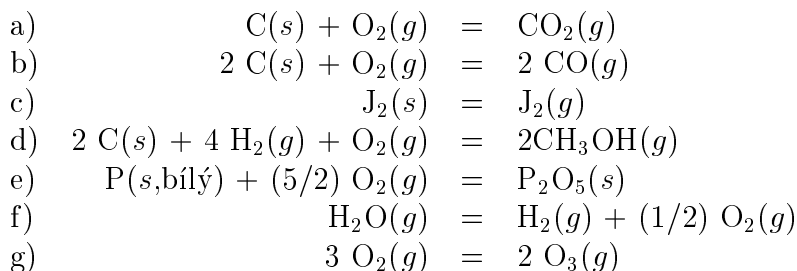 a) C(s) + O₂(g) = CO₂(g)
b) 2 C(s) + O₂(g) = 2 CO(g)
c) J₂(s) = J₂(g)
d) 2 C(s) + 4 H₂(g) + O₂(g) = 2CH₃OH(g)
e) P(s,bílý) + (5/2) O₂(g) = P₂O₅(s)
f) H₂O(g) = H₂(g) + (1/2) O₂(g)
g) 3 O₂(g) = 2 O₃(g)